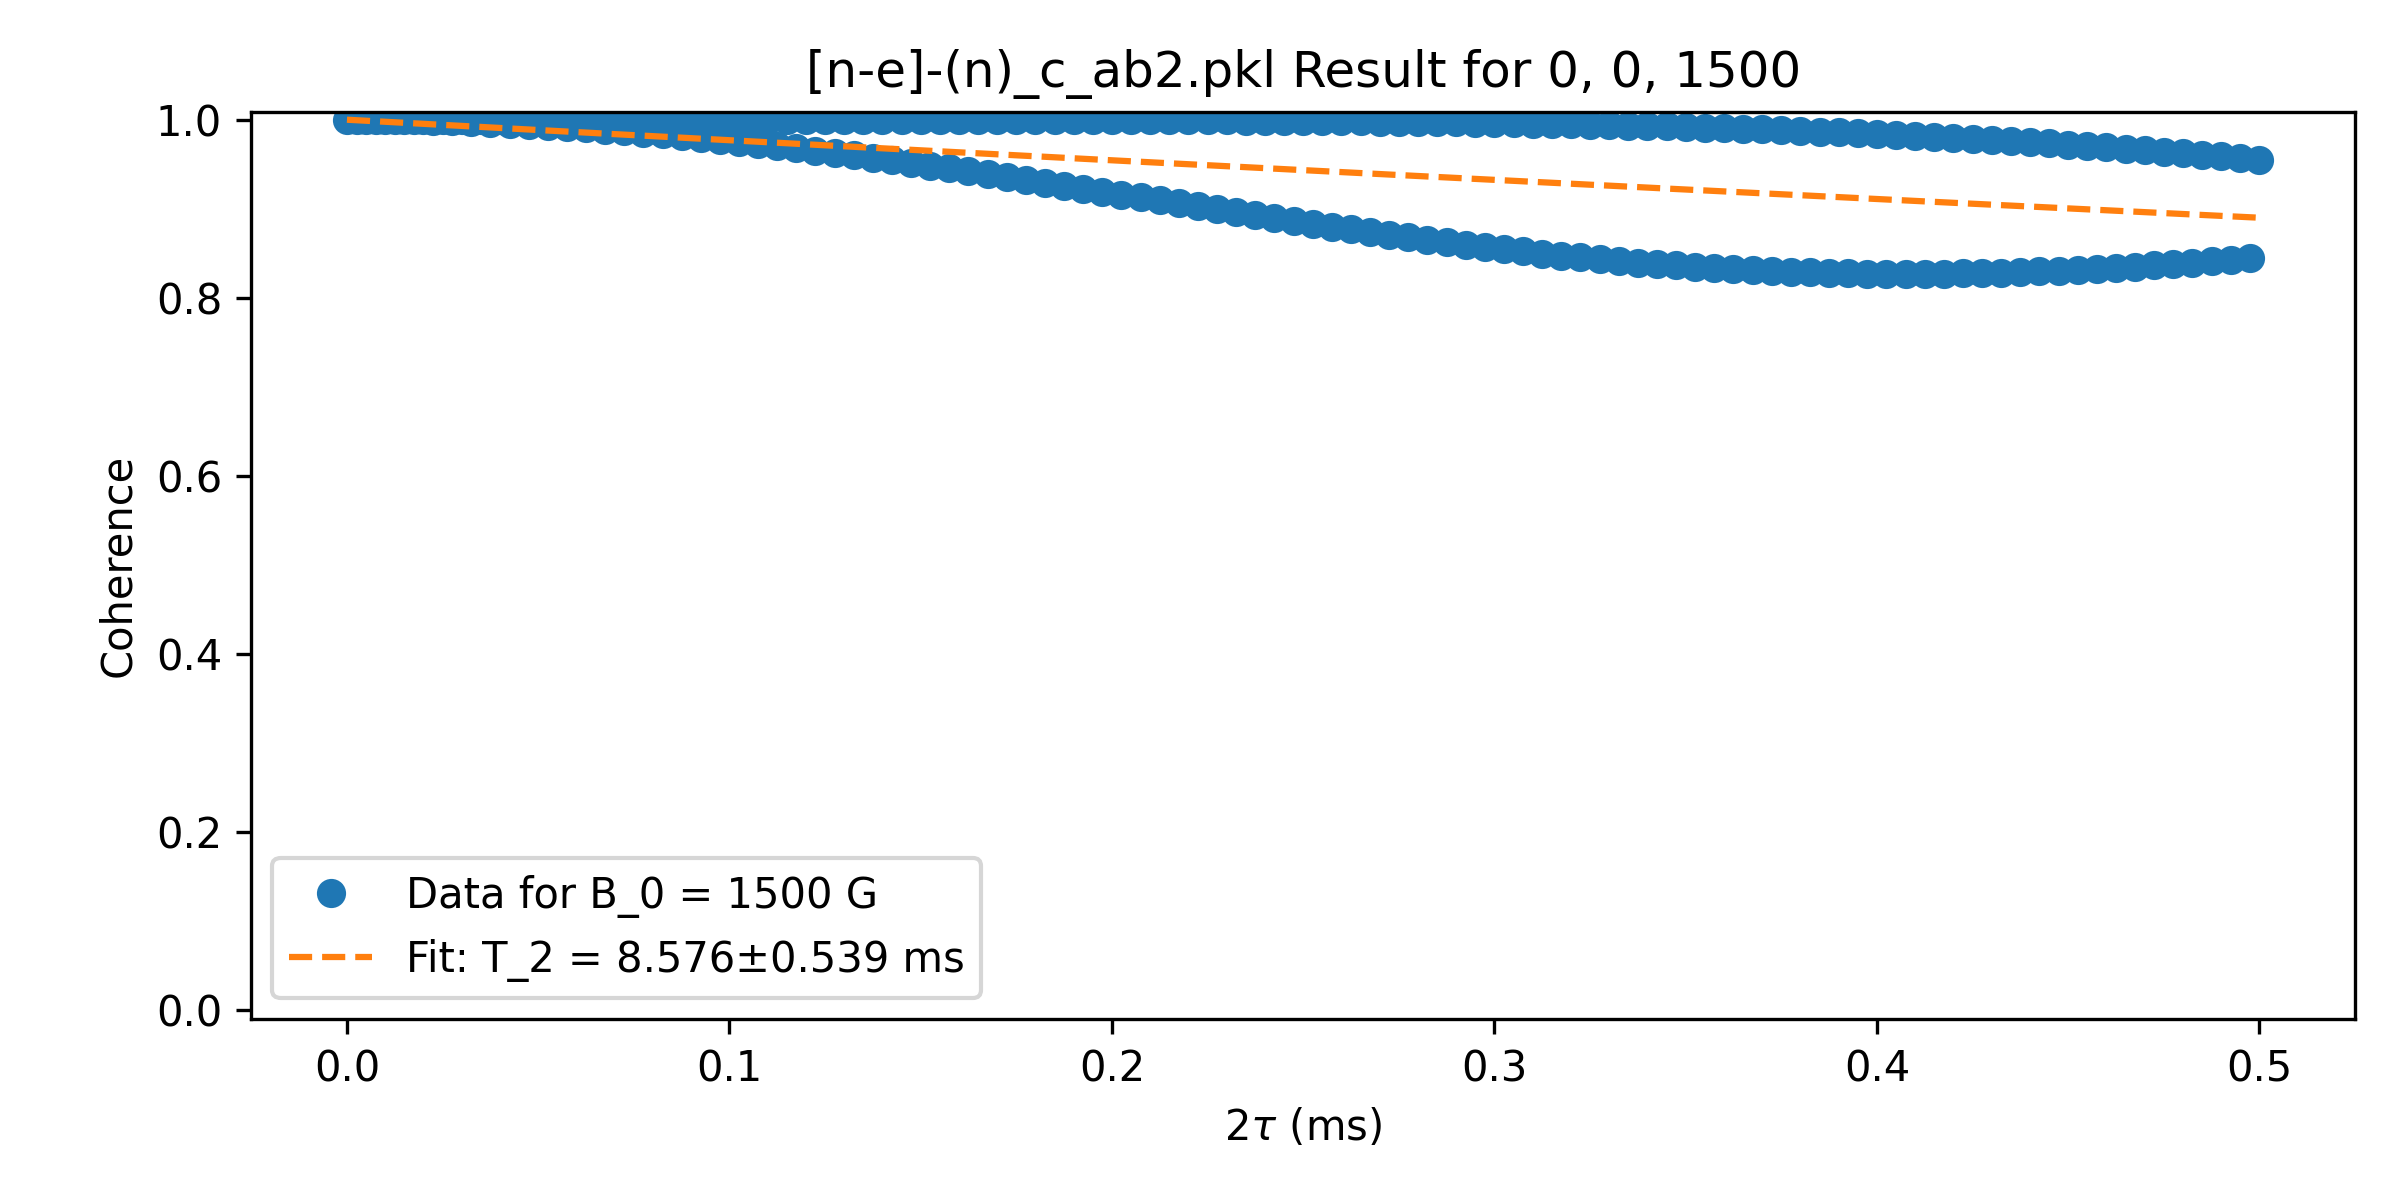 [n-e]-(n)_c_ab2.pkl Result for 0, 0, 1500
1.0
0.8
0.6
0.4
0.2
0.0
Coherence
Data for B_0 = 1500 G
Fit: T_2 = 8.576±0.539 ms
0.0 0.1 0.2 0.3 0.4 0.5
2τ (ms)